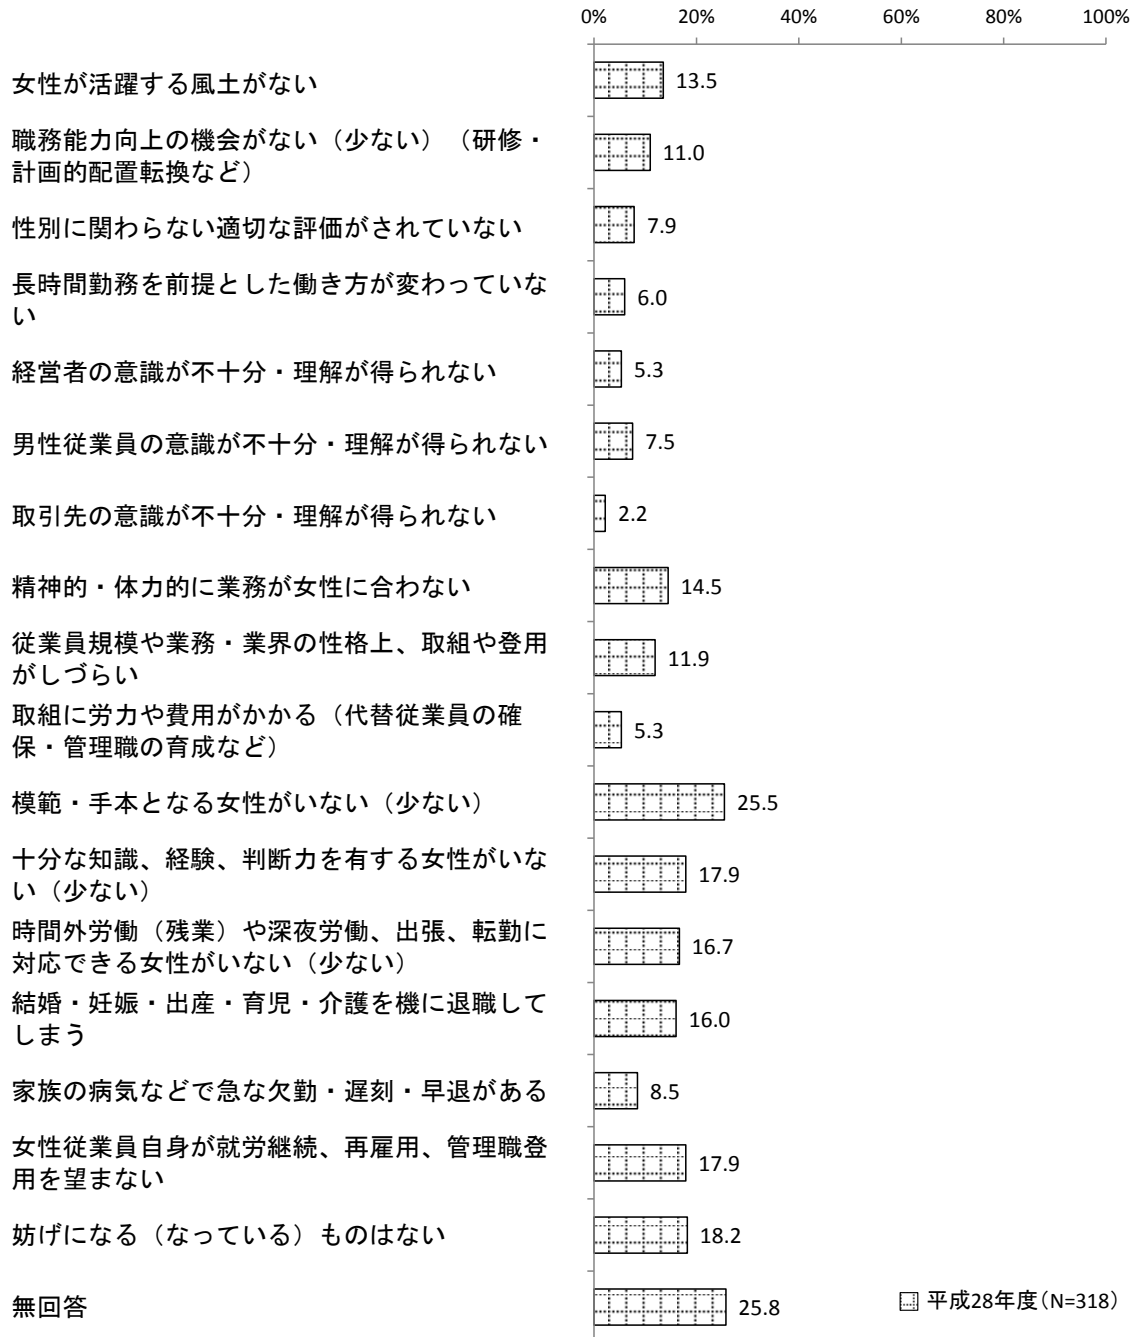 0% 20% 40% 60% 80% 100%
女性が活躍する風土がない 13.5
職務能力向上の機会がない（少ない）（研修・
計画的配置転換など） 11.0
性別に関わらない適切な評価がされていない 7.9
長時間勤務を前提とした働き方が変わっていな
い 6.0
経営者の意識が不十分・理解が得られない 5.3
男性従業員の意識が不十分・理解が得られない 7.5
取引先の意識が不十分・理解が得られない 2.2
精神的・体力的に業務が女性に合わない 14.5
従業員規模や業務・業界の性格上、取組や登用
がしづらい 11.9
取組に労力や費用がかかる（代替従業員の確
保・管理職の育成など） 5.3
模範・手本となる女性がいない（少ない） 25.5
十分な知識、経験、判断力を有する女性がいな
い（少ない） 17.9
時間外労働（残業）や深夜労働、出張、転勤に
対応できる女性がいない（少ない） 16.7
結婚・妊娠・出産・育児・介護を機に退職して
しまう 16.0
家族の病気などで急な欠勤・遅刻・早退がある 8.5
女性従業員自身が就労継続、再雇用、管理職登
用を望まない 17.9
妨げになる（なっている）ものはない 18.2
無回答 25.8
平成28年度（N=318）